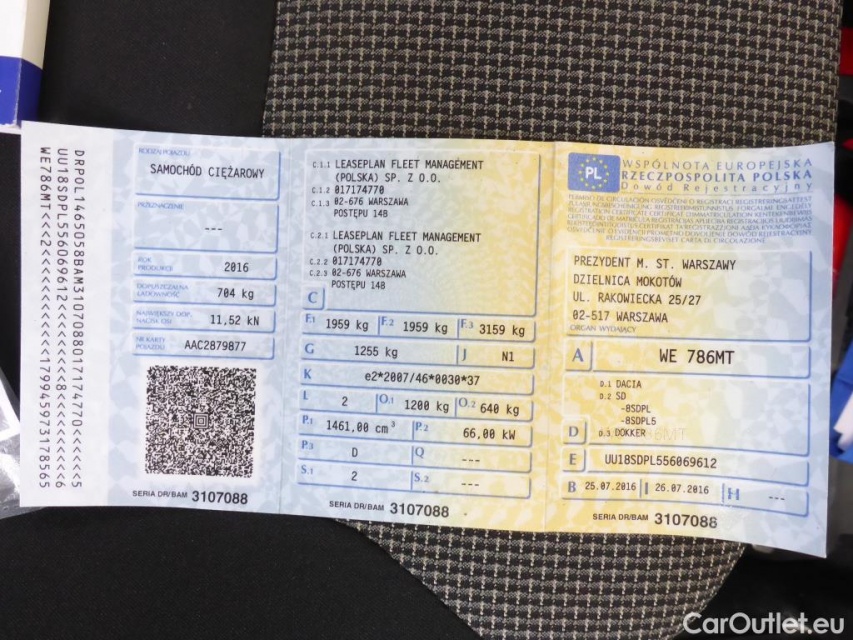 DRPOL1465058BAM310708801717477​0<<<<<5
UU18SDPL556069612<<<<<<<8<<<<<<6
WE786MT<<<2<<<<<<<<<1799459731785​65
RODZAJ POJAZDU
SAMOCHÓD CIĘŻAROWY
PRZEZNACZENIE
---
ROK PRODUKCJI 2016
DOPUSZCZALNA ŁADOWNOŚĆ 704 kg
NAJWIĘKSZY DOP. NACISK OSI 11,52 kN
NR KARTY POJAZDU AAC2879877
SERIA DR/BAM 3107088
C.1.1 LEASEPLAN FLEET MANAGEMENT
(POLSKA) SP. Z O.O.
C.1.2 017174770
C.1.3 02-676 WARSZAWA
POSTĘPU 14B
C.2.1 LEASEPLAN FLEET MANAGEMENT
(POLSKA) SP. Z O.O.
C.2.2 017174770
C.2.3 02-676 WARSZAWA
POSTĘPU 14B
C
F.1 1959 kg F.2 1959 kg F.3 3159 kg
G 1255 kg J N1
K e2*2007/46*0030*37
L 2 O.1 1200 kg O.2 640 kg
P.1 1461,00 cm³ P.2 66,00 kW
P.3 D Q ---
S.1 2 S.2 ---
SERIA DR/BAM 3107088
PL
WSPÓLNOTA EUROPEJSKA
RZECZPOSPOLITA POLSKA
Dowód Rejestracyjny
PREZYDENT M. ST. WARSZAWY
DZIELNICA MOKOTÓW
UL. RAKOWIECKA 25/27
02-517 WARSZAWA
ORGAN WYDAJĄCY
A WE 786MT
D.1 DACIA
D.2 SD
-8SDPL
-8SDPL5
D D.3 DOKKER
E UU18SDPL556069612
B 25.07.2016 I 26.07.2016 H ---
SERIA DR/BAM 3107088
CarOutlet.eu